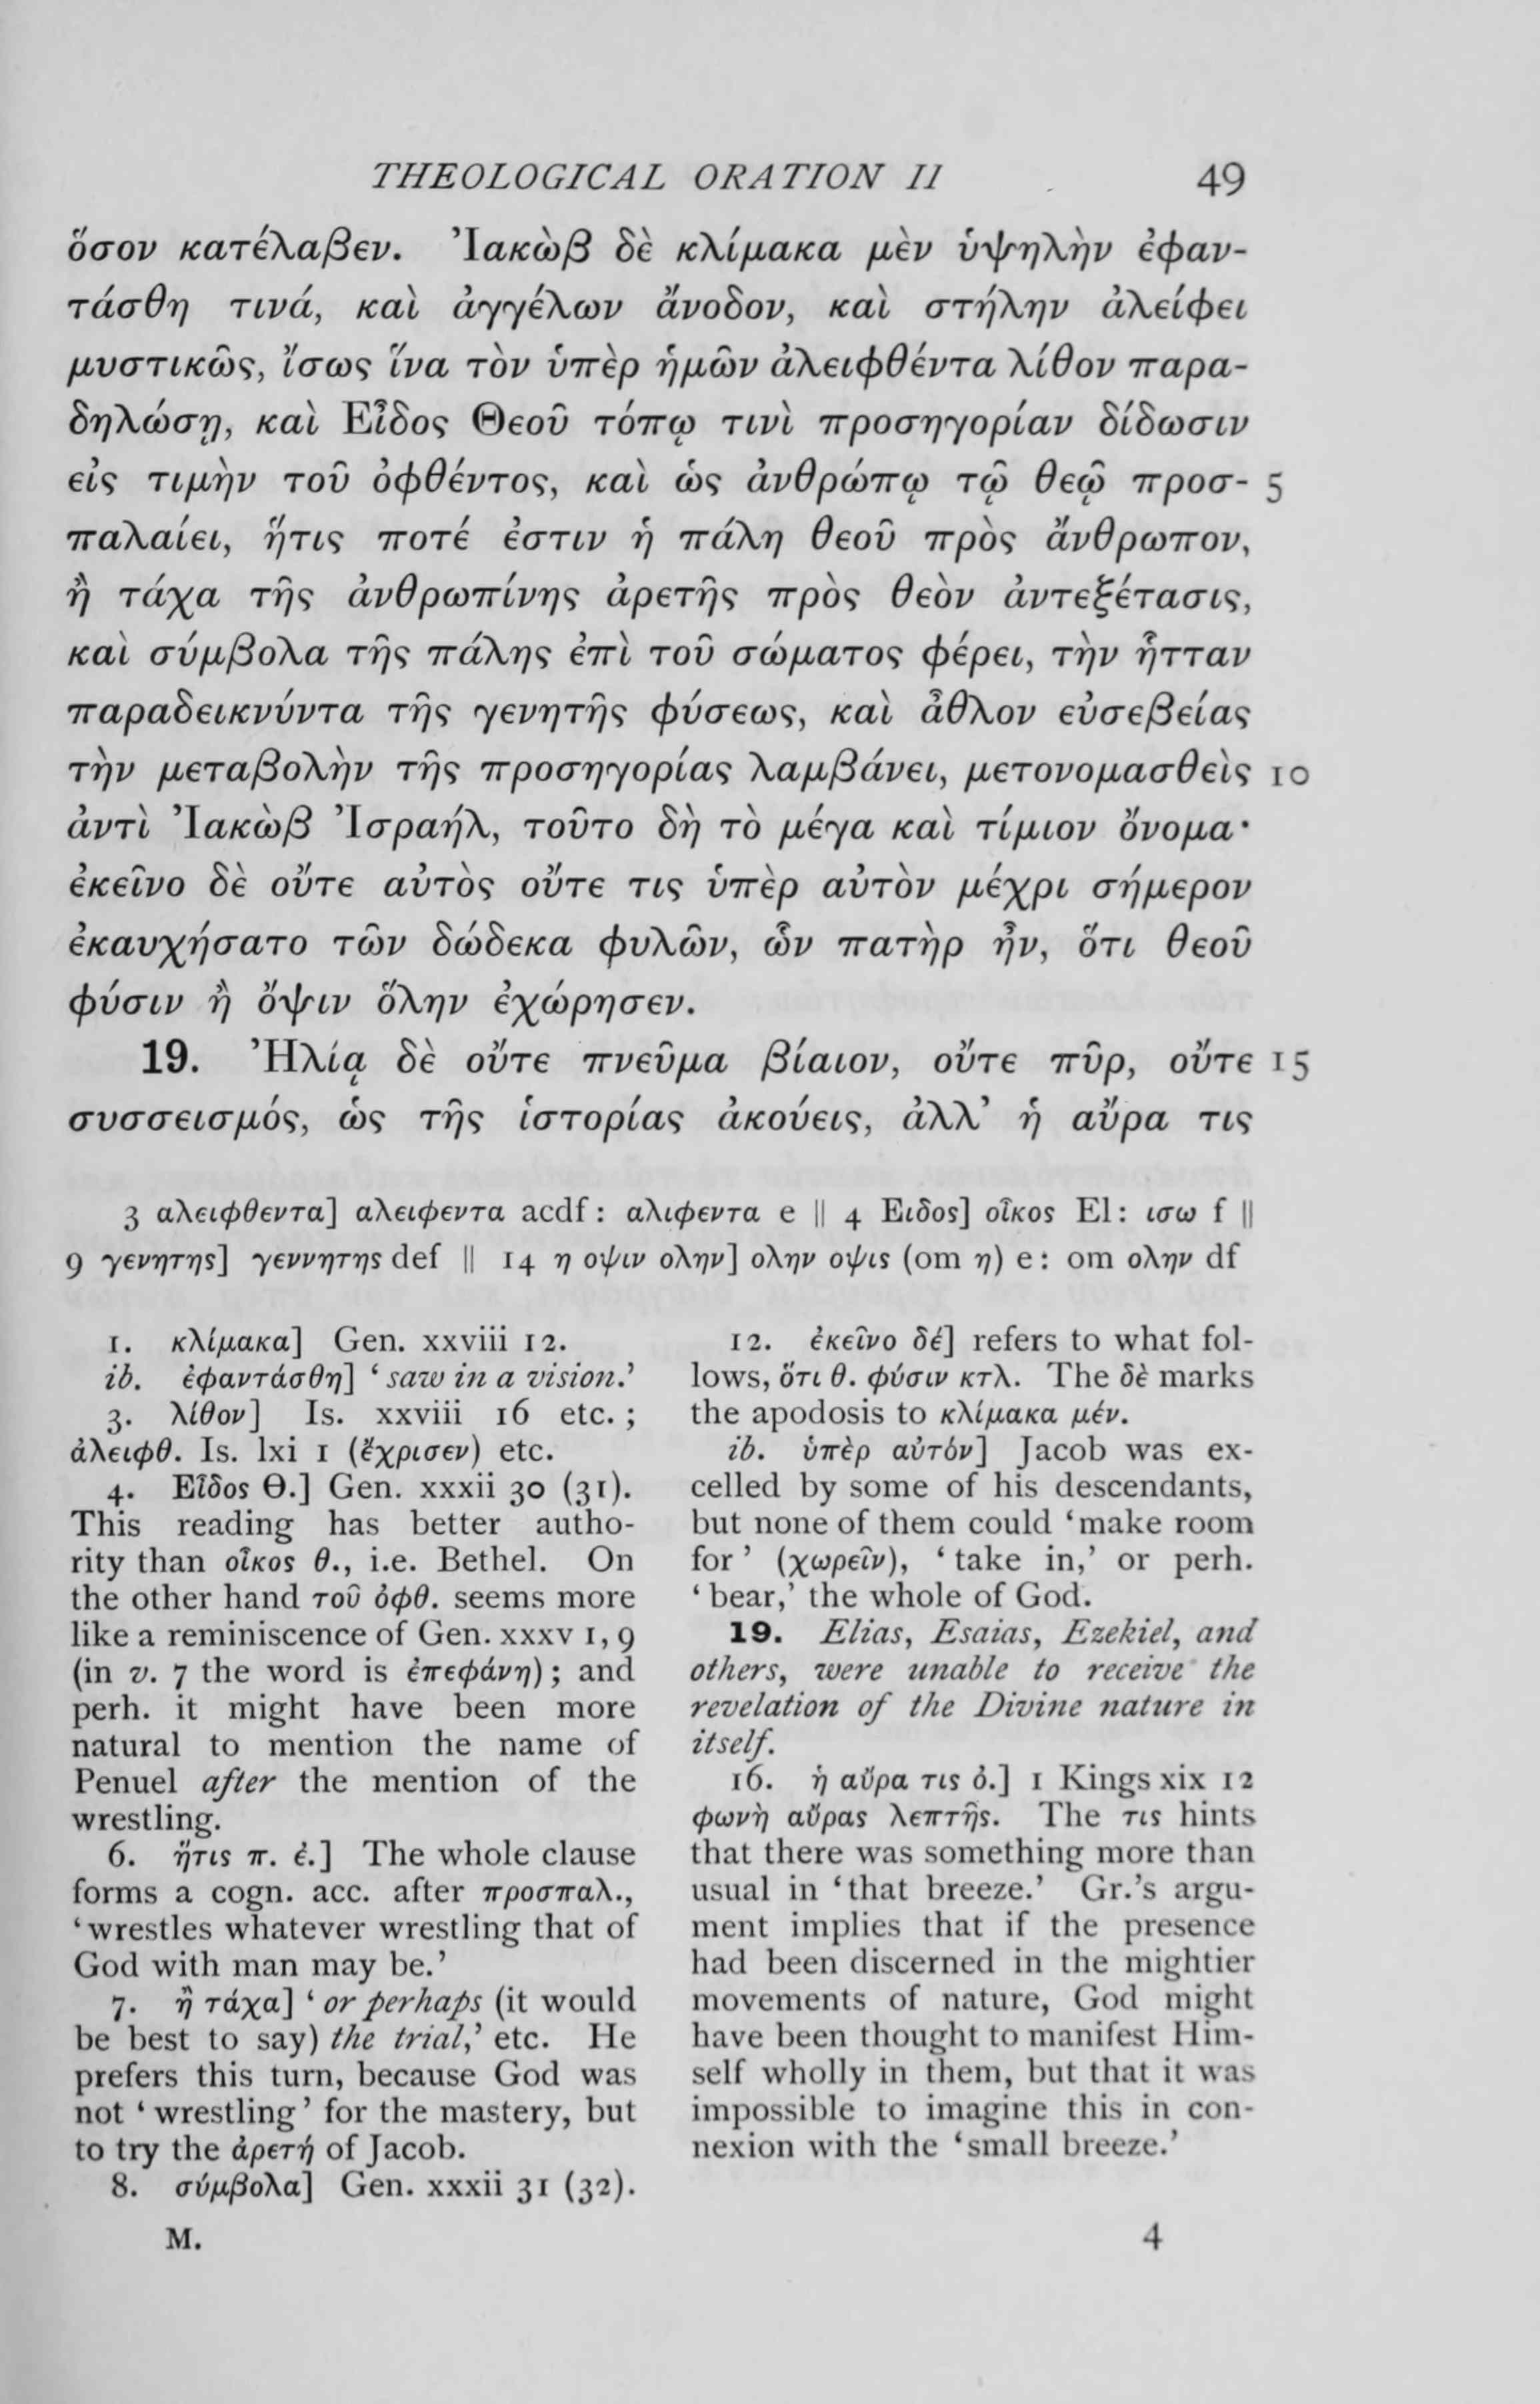 THEOLOGICAL ORATION II 49
ὅσον κατέλαβεν. Ἰακὼβ δὲ κλίμακα μὲν ὑψηλὴν ἐφαν-
τάσθη τινά, καὶ ἀγγέλων ἄνοδον, καὶ στήλην ἀλείφει
μυστικῶς, ἴσως ἵνα τὸν ὑπὲρ ἡμῶν ἀλειφθέντα λίθον παρα-
δηλώσῃ, καὶ Εἶδος Θεοῦ τόπῳ τινὶ προσηγορίαν δίδωσιν
εἰς τιμὴν τοῦ ὀφθέντος, καὶ ὡς ἀνθρώπῳ τῷ θεῷ προσ- 5
παλαίει, ἥτις ποτέ ἐστιν ἡ πάλη θεοῦ πρὸς ἄνθρωπον,
ἢ τάχα τῆς ἀνθρωπίνης ἀρετῆς πρὸς θεὸν ἀντεξέτασις,
καὶ σύμβολα τῆς πάλης ἐπὶ τοῦ σώματος φέρει, τὴν ἧτταν
παραδεικνύντα τῆς γενητῆς φύσεως, καὶ ἆθλον εὐσεβείας
τὴν μεταβολὴν τῆς προσηγορίας λαμβάνει, μετονομασθεὶς 10
ἀντὶ Ἰακὼβ Ἰσραήλ, τοῦτο δὴ τὸ μέγα καὶ τίμιον ὄνομα·
ἐκεῖνο δὲ οὔτε αὐτὸς οὔτε τις ὑπὲρ αὐτὸν μέχρι σήμερον
ἐκαυχήσατο τῶν δώδεκα φυλῶν, ὧν πατὴρ ἦν, ὅτι θεοῦ
φύσιν ἢ ὄψιν ὅλην ἐχώρησεν.
19. Ἠλίᾳ δὲ οὔτε πνεῦμα βίαιον, οὔτε πῦρ, οὔτε 15
συσσεισμός, ὡς τῆς ἱστορίας ἀκούεις, ἀλλ’ ἡ αὔρα τις
3 αλειφθεντα] αλειφεντα acdf : αλιφεντα e || 4 Ειδος] οἶκος El : ισω f ||
9 γενητης] γεννητης def || 14 η οψιν ολην] ολην οψις (om η) e : om ολην df
1. κλίμακα] Gen. xxviii 12.
ib. ἐφαντάσθη] ‘ saw in a vision.’
3. λίθον] Is. xxviii 16 etc. ;
ἀλειφθ. Is. lxi 1 (ἔχρισεν) etc.
4. Εἶδος Θ.] Gen. xxxii 30 (31).
This reading has better autho-
rity than οἶκος θ., i.e. Bethel. On
the other hand τοῦ ὀφθ. seems more
like a reminiscence of Gen. xxxv 1, 9
(in v. 7 the word is ἐπεφάνη) ; and
perh. it might have been more
natural to mention the name of
Penuel after the mention of the
wrestling.
6. ἥτις π. ἐ.] The whole clause
forms a cogn. acc. after προσπαλ.,
‘ wrestles whatever wrestling that of
God with man may be.’
7. ἢ τάχα] ‘ or perhaps (it would
be best to say) the trial,’ etc. He
prefers this turn, because God was
not ‘ wrestling ’ for the mastery, but
to try the ἀρετή of Jacob.
8. σύμβολα] Gen. xxxii 31 (32).
12. ἐκεῖνο δέ] refers to what fol-
lows, ὅτι θ. φύσιν κτλ. The δὲ marks
the apodosis to κλίμακα μέν.
ib. ὑπὲρ αὐτόν] Jacob was ex-
celled by some of his descendants,
but none of them could ‘make room
for ’ (χωρεῖν), ‘ take in,’ or perh.
‘ bear,’ the whole of God.
19. Elias, Esaias, Ezekiel, and
others, were unable to receive the
revelation of the Divine nature in
itself.
16. ἡ αὔρα τις ὀ.] 1 Kings xix 12
φωνὴ αὔρας λεπτῆς. The τις hints
that there was something more than
usual in ‘that breeze.’ Gr.’s argu-
ment implies that if the presence
had been discerned in the mightier
movements of nature, God might
have been thought to manifest Him-
self wholly in them, but that it was
impossible to imagine this in con-
nexion with the ‘small breeze.’
M. 4